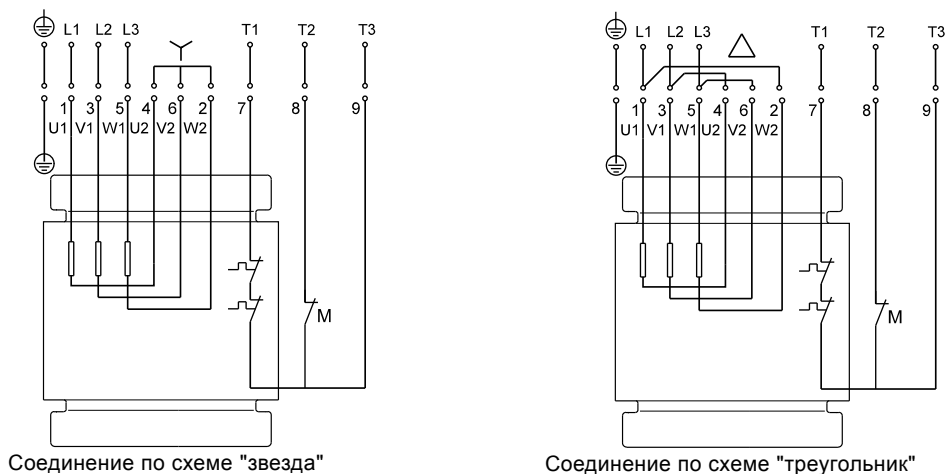 L1 L2 L3 T1 T2 T3
1 3 5 4 6 2 7 8 9
U1 V1 W1 U2 V2 W2
M
Соединение по схеме "звезда"
L1 L2 L3 T1 T2 T3
1 3 5 4 6 2 7 8 9
U1 V1 W1 U2 V2 W2
M
Соединение по схеме "треугольник"